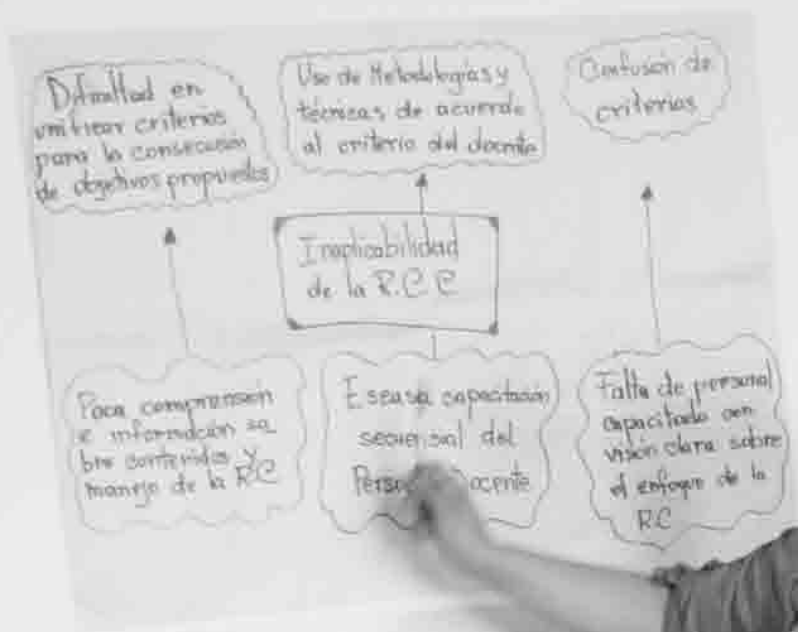 Dificultad en
unificar criterios
para la consecución
de objetivos propuestos
Uso de Metodologías y
técnicas de acuerdo
al criterio del docente
Confusión de
criterios
Inaplicabilidad
de la R.C.C
Poca comprensión
e información so
bre contenidos y
manejo de la RC
Escasa capacitación
secuencial del
Docente
Falta de personal
capacitado con
visión clara sobre
el enfoque de la
RC